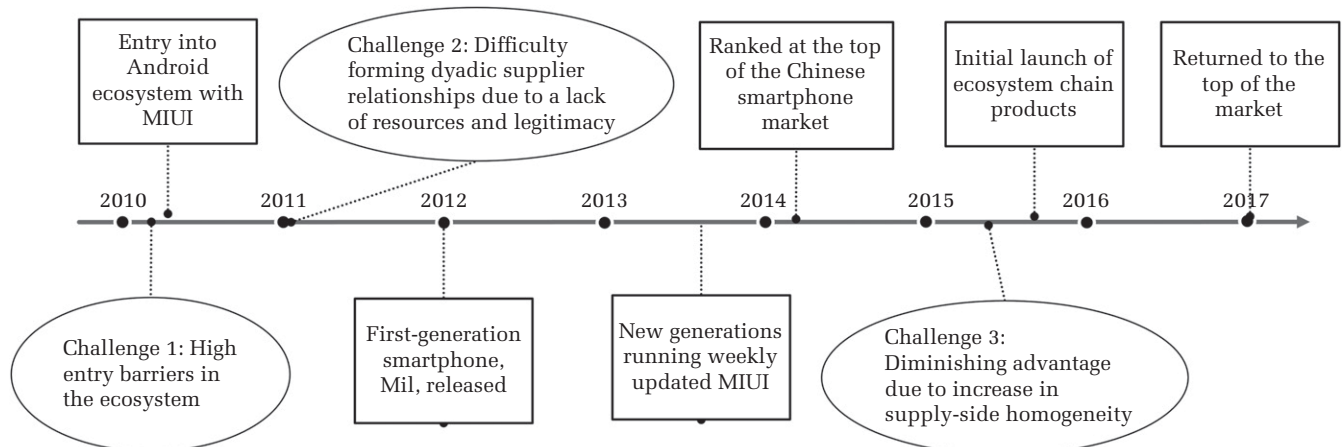 Entry into
Android
ecosystem with
MIUI
Challenge 2: Difficulty
forming dyadic supplier
relationships due to a lack
of resources and legitimacy
Ranked at the top
of the Chinese
smartphone
market
Initial launch of
ecosystem chain
products
Returned to the
top of the
market
2010
2011
2012
2013
2014
2015
2016
2017
Challenge 1: High
entry barriers in
the ecosystem
First-generation
smartphone,
Mil, released
New generations
running weekly
updated MIUI
Challenge 3:
Diminishing advantage
due to increase in
supply-side homogeneity